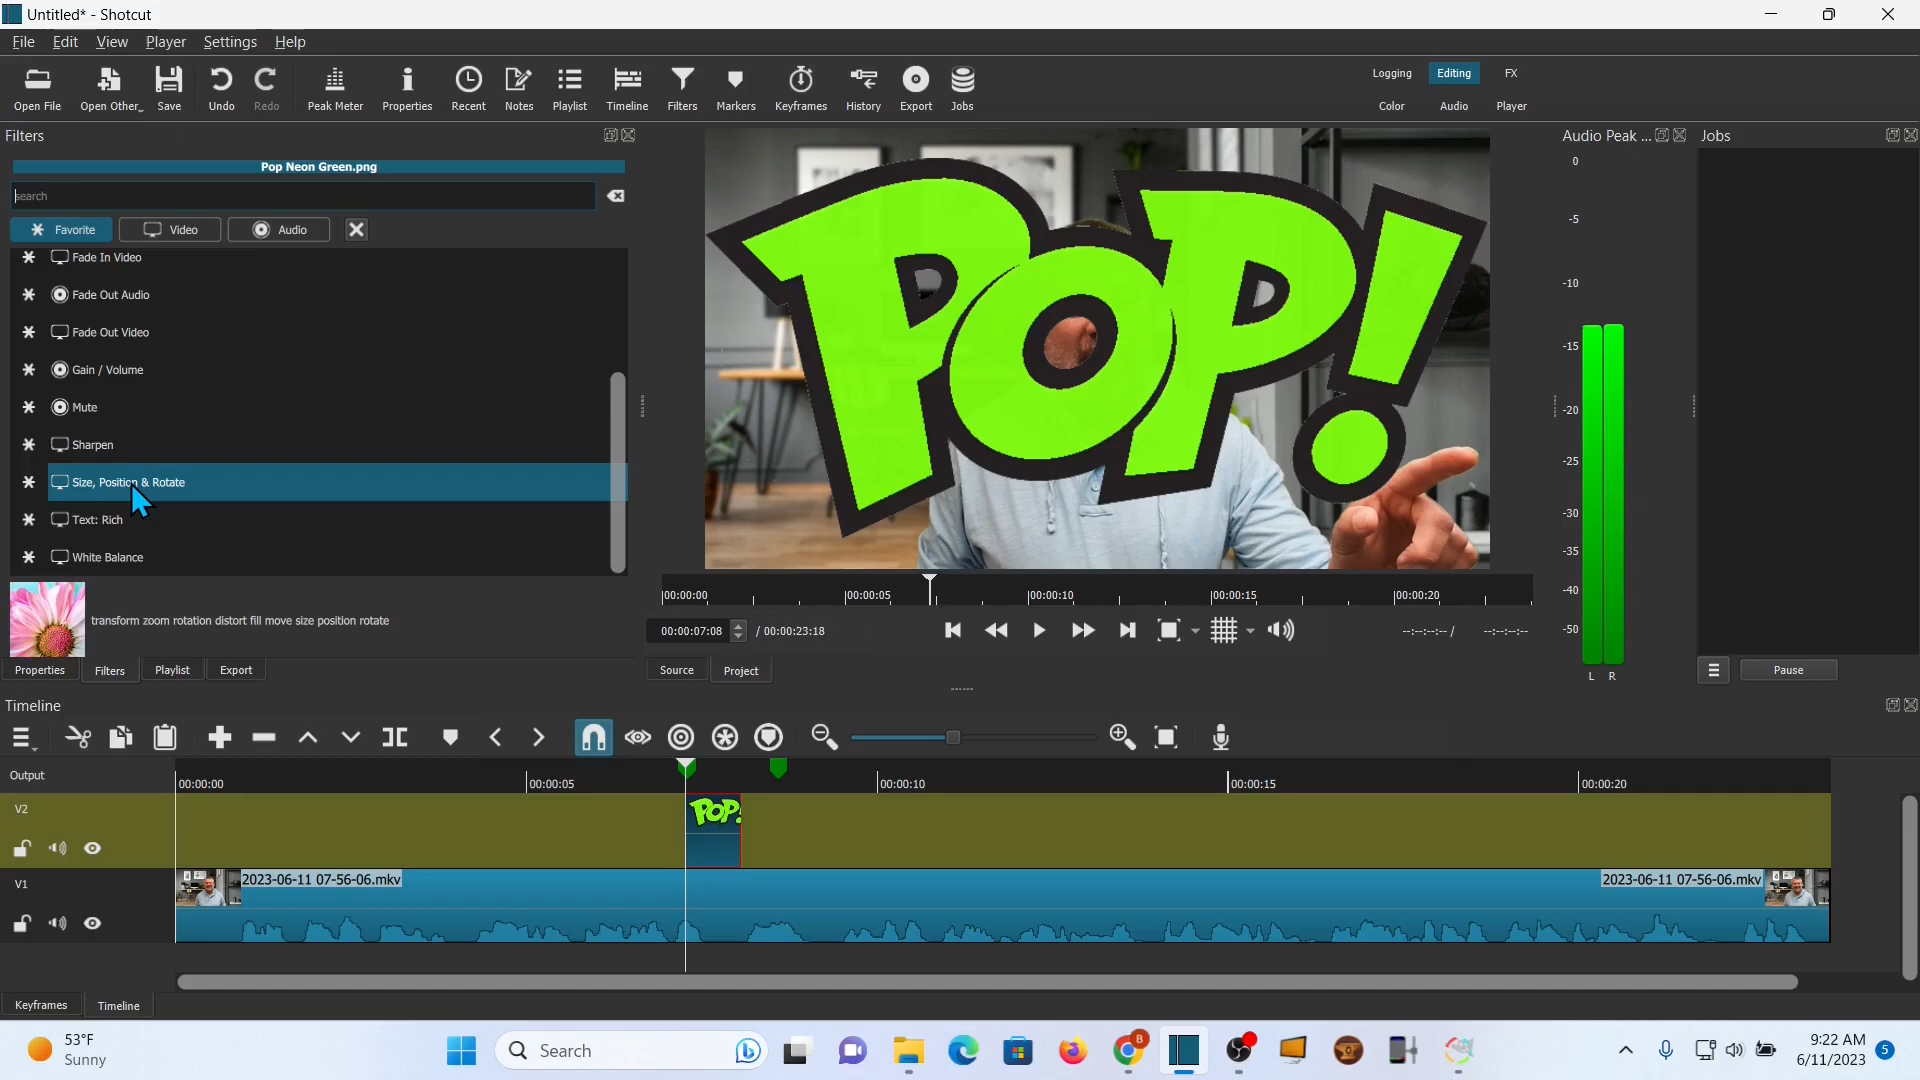 Untitled* - Shotcut
File Edit View Player Settings Help
Open File Open Other... Save Undo Redo Peak Meter Properties Recent Notes Playlist Timeline Filters Markers Keyframes History Export Jobs
Logging Editing FX
Color Audio Player
Filters
Pop Neon Green.png
search
Favorite Video Audio
Fade In Video
Fade Out Audio
Fade Out Video
Gain / Volume
Mute
Sharpen
Size, Position & Rotate
Text: Rich
White Balance
transform zoom rotation distort fill move size position rotate
Properties Filters Playlist Export
POP!
00:00:00 00:00:05 00:00:10 00:00:15 00:00:20
00:00:07:08 / 00:00:23:18
--:--:--:-- / --:--:--:--
Source Project
Audio Peak ...
0
-5
-10
-15
-20
-25
-30
-35
-40
-50
L R
Jobs
Pause
Timeline
Output
00:00:00 00:00:05 00:00:10 00:00:15 00:00:20
V2
POP!
V1
2023-06-11 07-56-06.mkv 2023-06-11 07-56-06.mkv
Keyframes Timeline
53°F
Sunny
Search
B
9:22 AM
6/11/2023
5